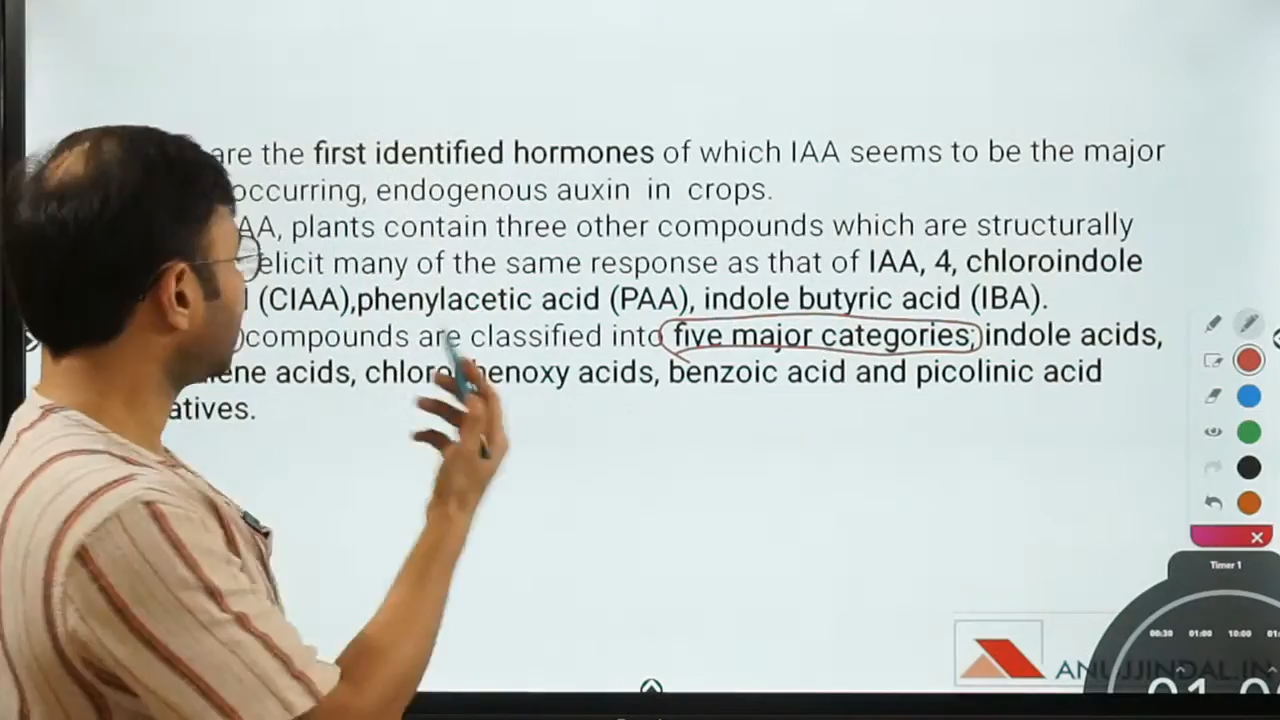 are the first identified hormones of which IAA seems to be the major
occurring, endogenous auxin in crops.
AA, plants contain three other compounds which are structurally
elicit many of the same response as that of IAA, 4, chloroindole
(CIAA),phenylacetic acid (PAA), indole butyric acid (IBA).
compounds are classified into five major categories; indole acids,
ene acids, chlorophenoxy acids, benzoic acid and picolinic acid
atives.
Timer 1
00:30 01:00 10:00
ANUJJINDAL.IN